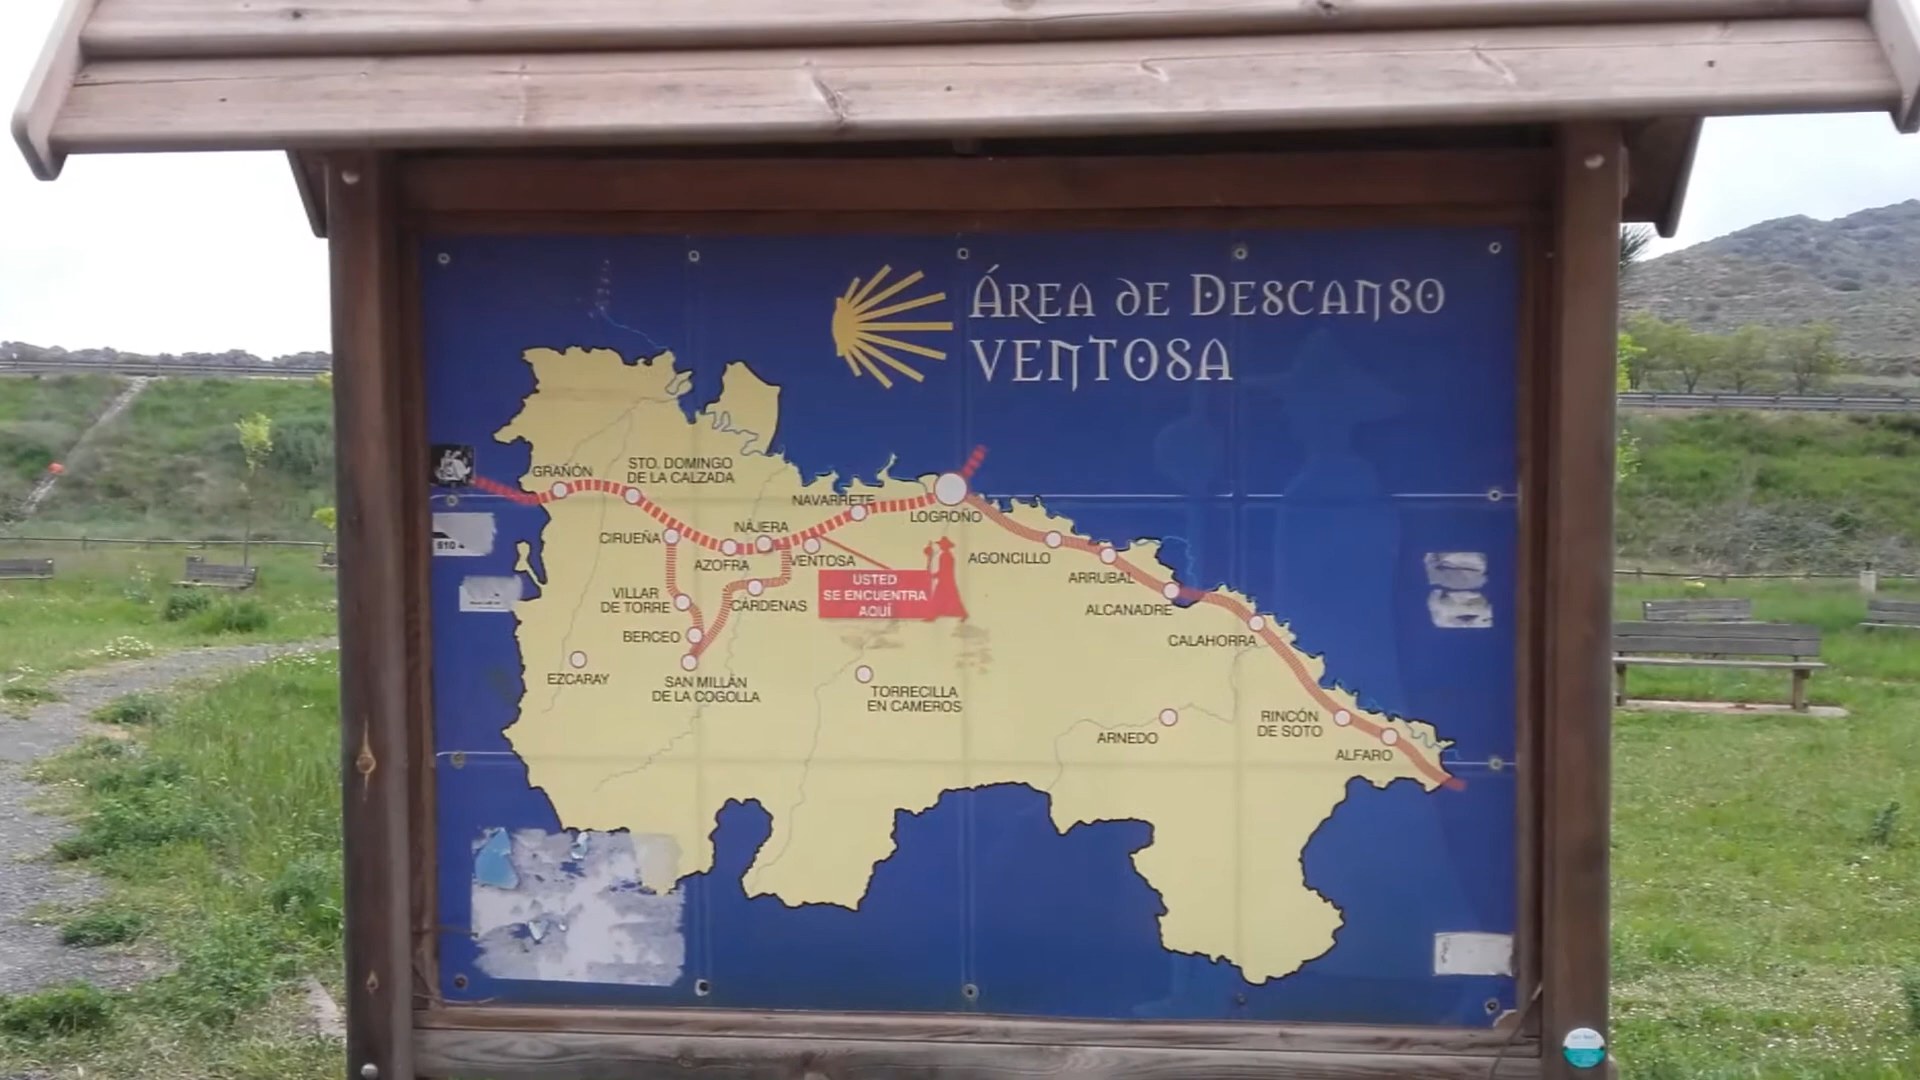 ÁREA DE DESCANSO
VENTOSA
GRAÑÓN
STO. DOMINGO
DE LA CALZADA
NAVARRETE
LOGROÑO
CIRUEÑA
NÁJERA
AZOFRA
VENTOSA
AGONCILLO
ARRUBAL
USTED
SE ENCUENTRA
AQUÍ
VILLAR
DE TORRE
CÁRDENAS
ALCANADRE
BERCEO
CALAHORRA
EZCARAY
SAN MILLÁN
DE LA COGOLLA
TORRECILLA
EN CAMEROS
ARNEDO
RINCÓN
DE SOTO
ALFARO